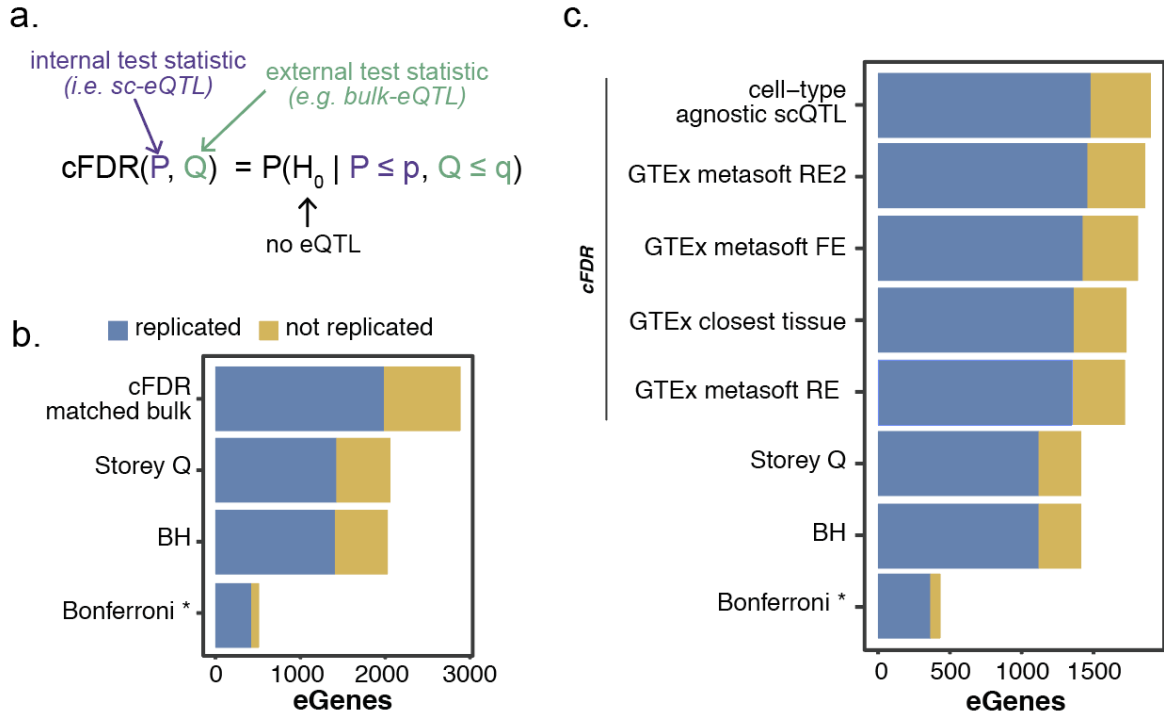 a.
internal test statistic
(i.e. sc-eQTL)
external test statistic
(e.g. bulk-eQTL)
cFDR(P, Q) = P(H0 | P ≤ p, Q ≤ q)
no eQTL
b.
replicated
not replicated
cFDR
matched bulk
Storey Q
BH
Bonferroni *
0 1000 2000 3000
eGenes
c.
cFDR
cell-type
agnostic scQTL
GTEx metasoft RE2
GTEx metasoft FE
GTEx closest tissue
GTEx metasoft RE
Storey Q
BH
Bonferroni *
0 500 1000 1500
eGenes